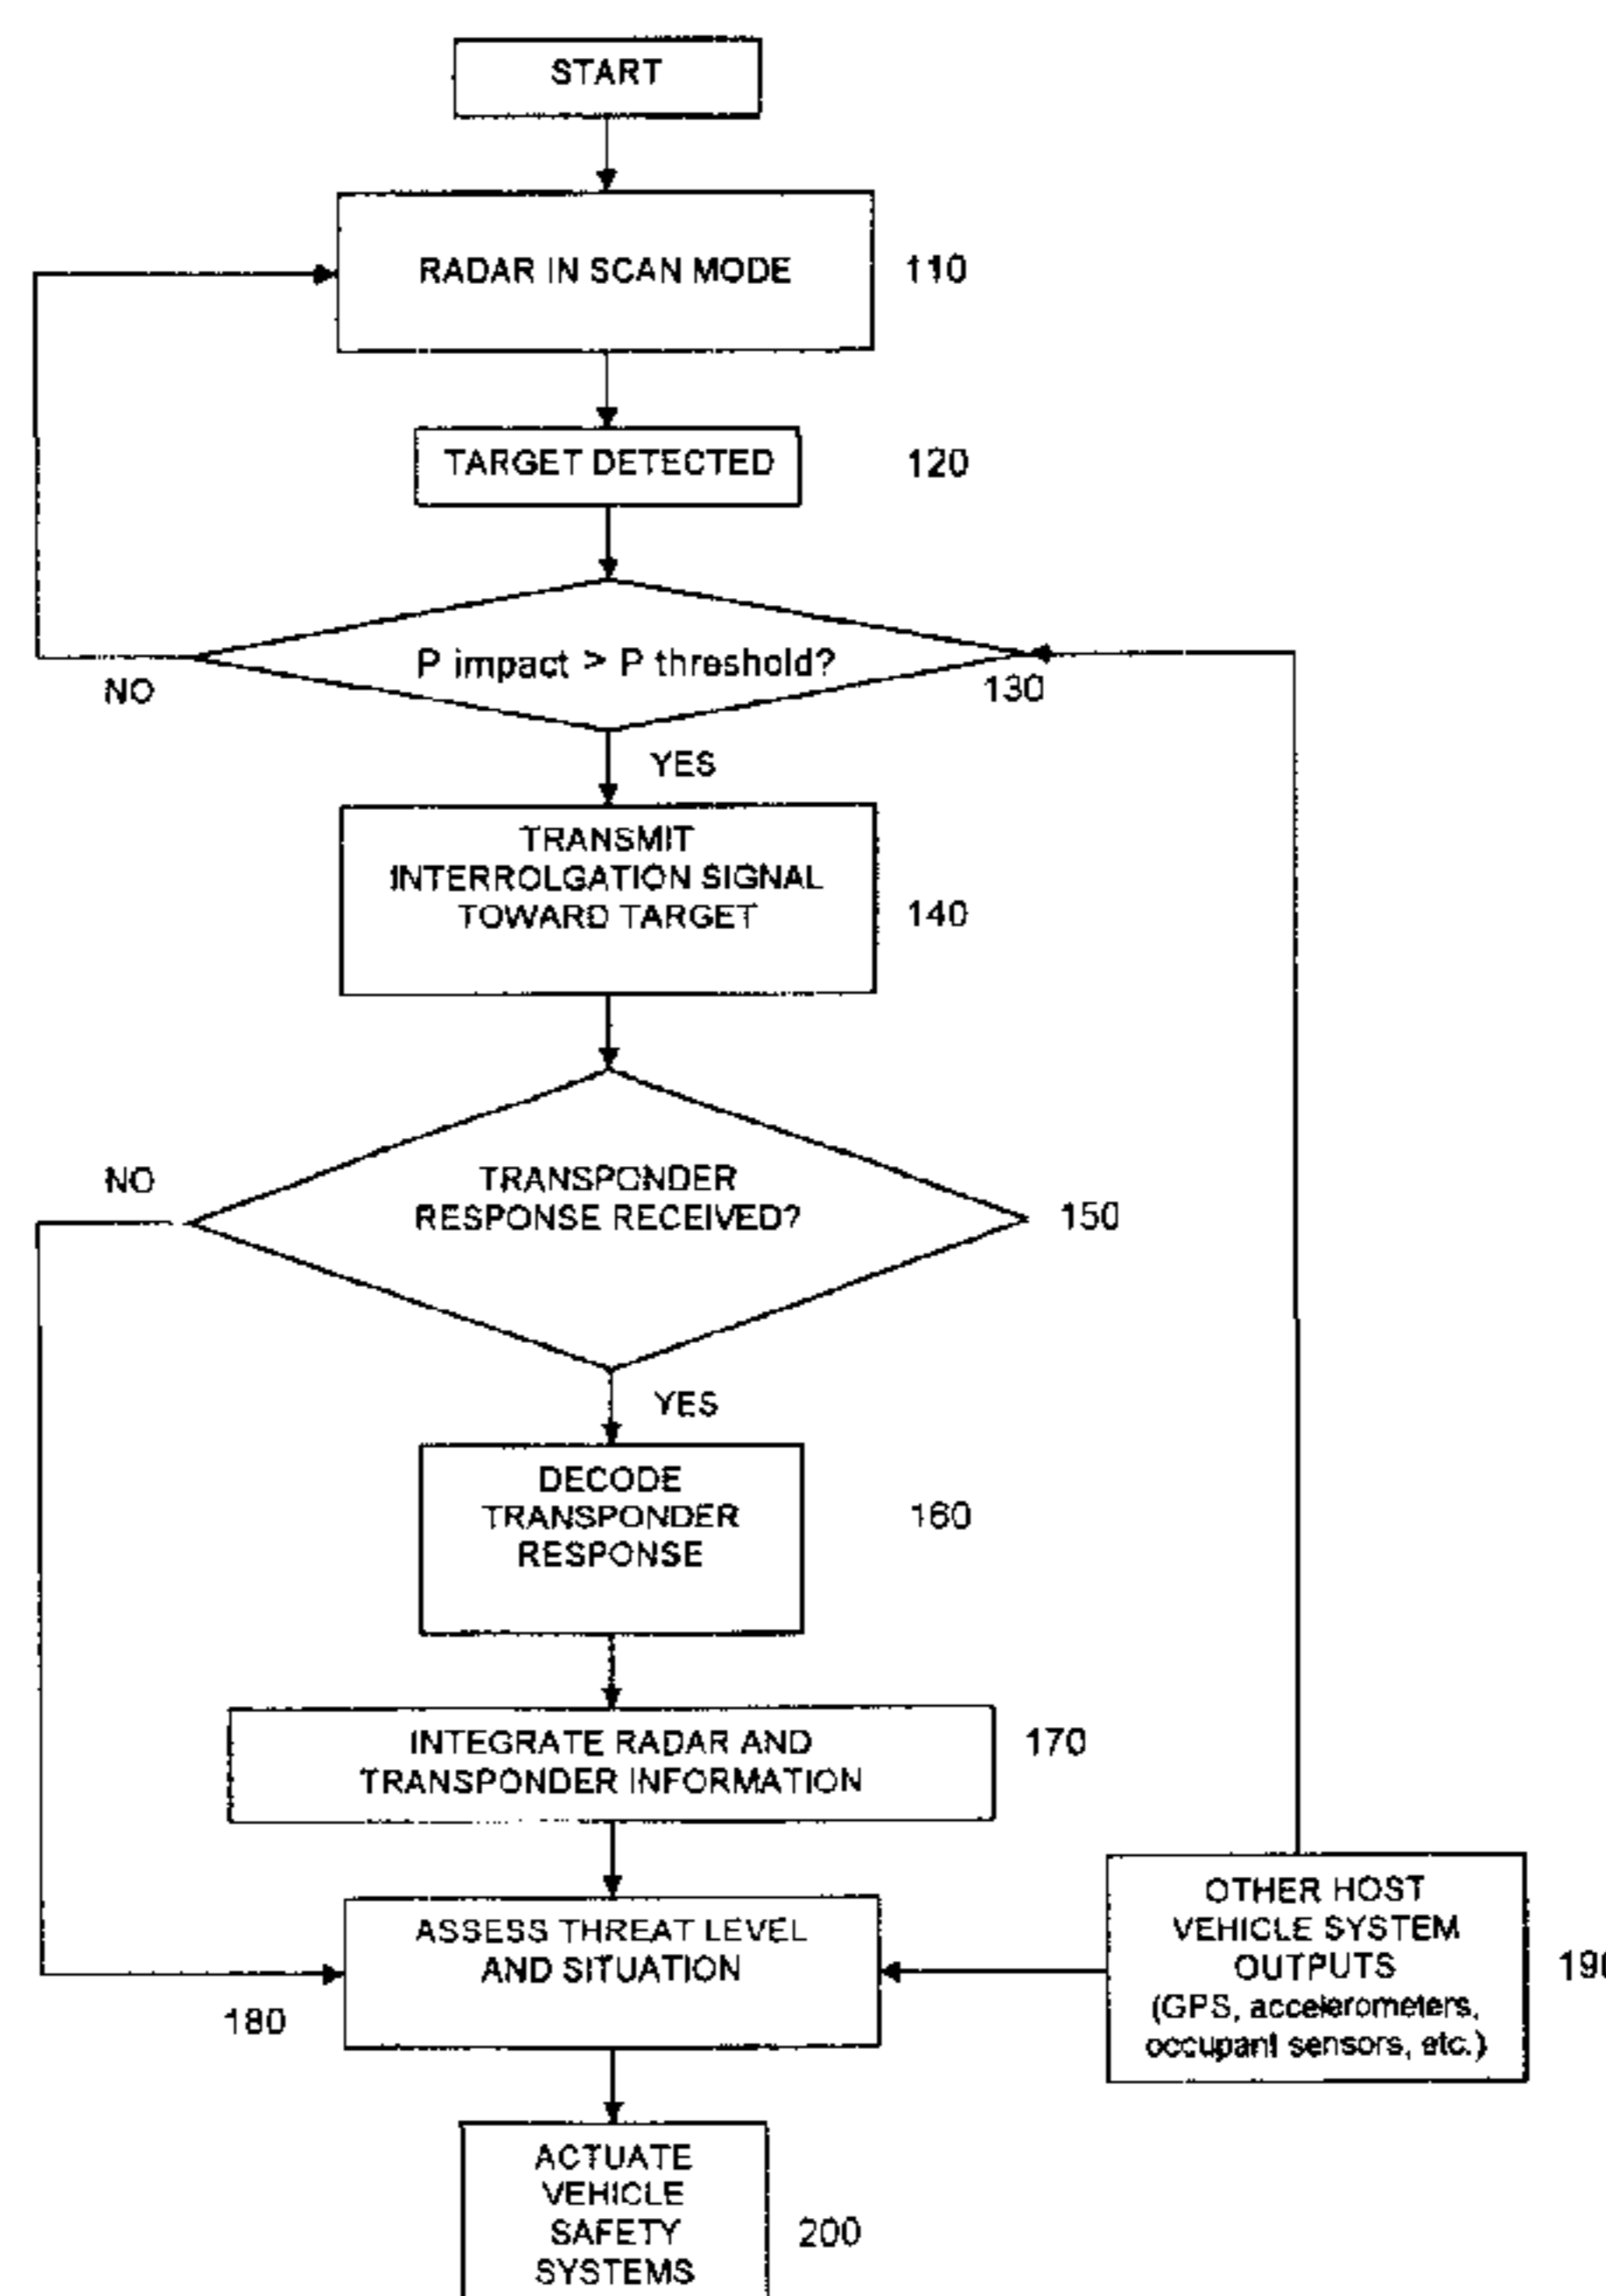 START
RADAR IN SCAN MODE
110
TARGET DETECTED
120
P impact > P threshold?
NO
130
YES
TRANSMIT
INTERROLGATION SIGNAL
TOWARD TARGET
140
NO
TRANSPONDER
RESPONSE RECEIVED?
150
YES
DECODE
TRANSPONDER
RESPONSE
160
INTEGRATE RADAR AND
TRANSPONDER INFORMATION
170
ASSESS THREAT LEVEL
AND SITUATION
180
OTHER HOST
VEHICLE SYSTEM
OUTPUTS
(GPS, accelerometers,
occupant sensors, etc.)
190
ACTUATE
VEHICLE
SAFETY
SYSTEMS
200